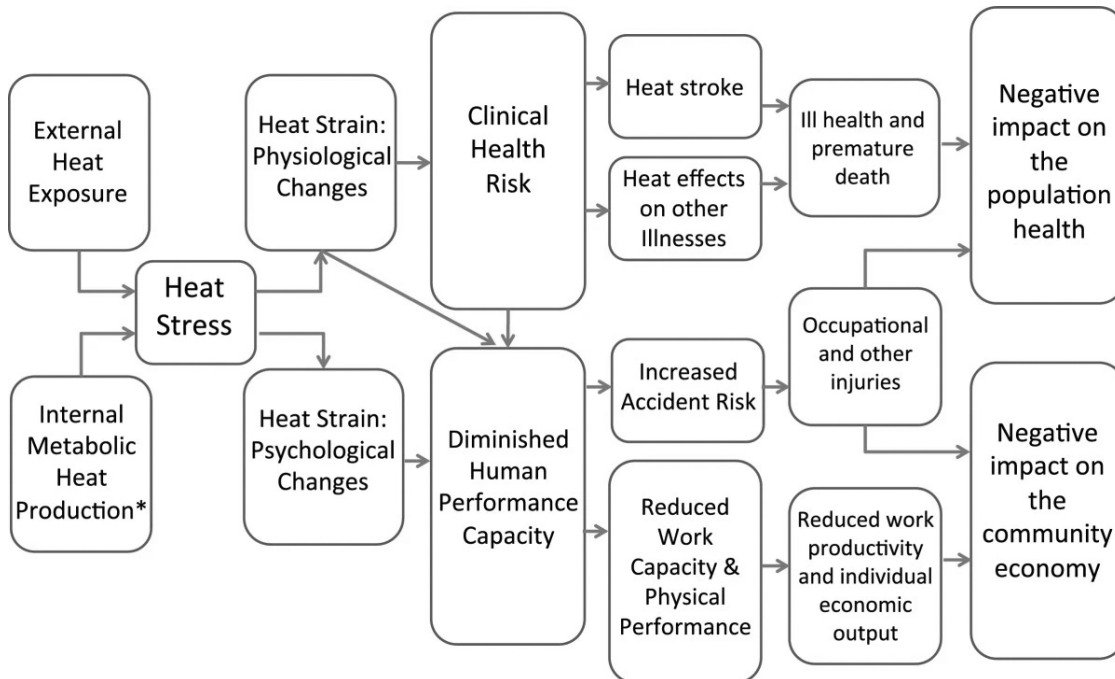 External
Heat
Exposure
Internal
Metabolic
Heat
Production*
Heat
Stress
Heat Strain:
Physiological
Changes
Heat Strain:
Psychological
Changes
Clinical
Health
Risk
Diminished
Human
Performance
Capacity
Heat stroke
Heat effects
on other
Illnesses
Increased
Accident Risk
Reduced
Work
Capacity &
Physical
Performance
Ill health and
premature
death
Occupational
and other
injuries
Reduced work
productivity
and individual
economic
output
Negative
impact on
the
population
health
Negative
impact on
the
community
economy